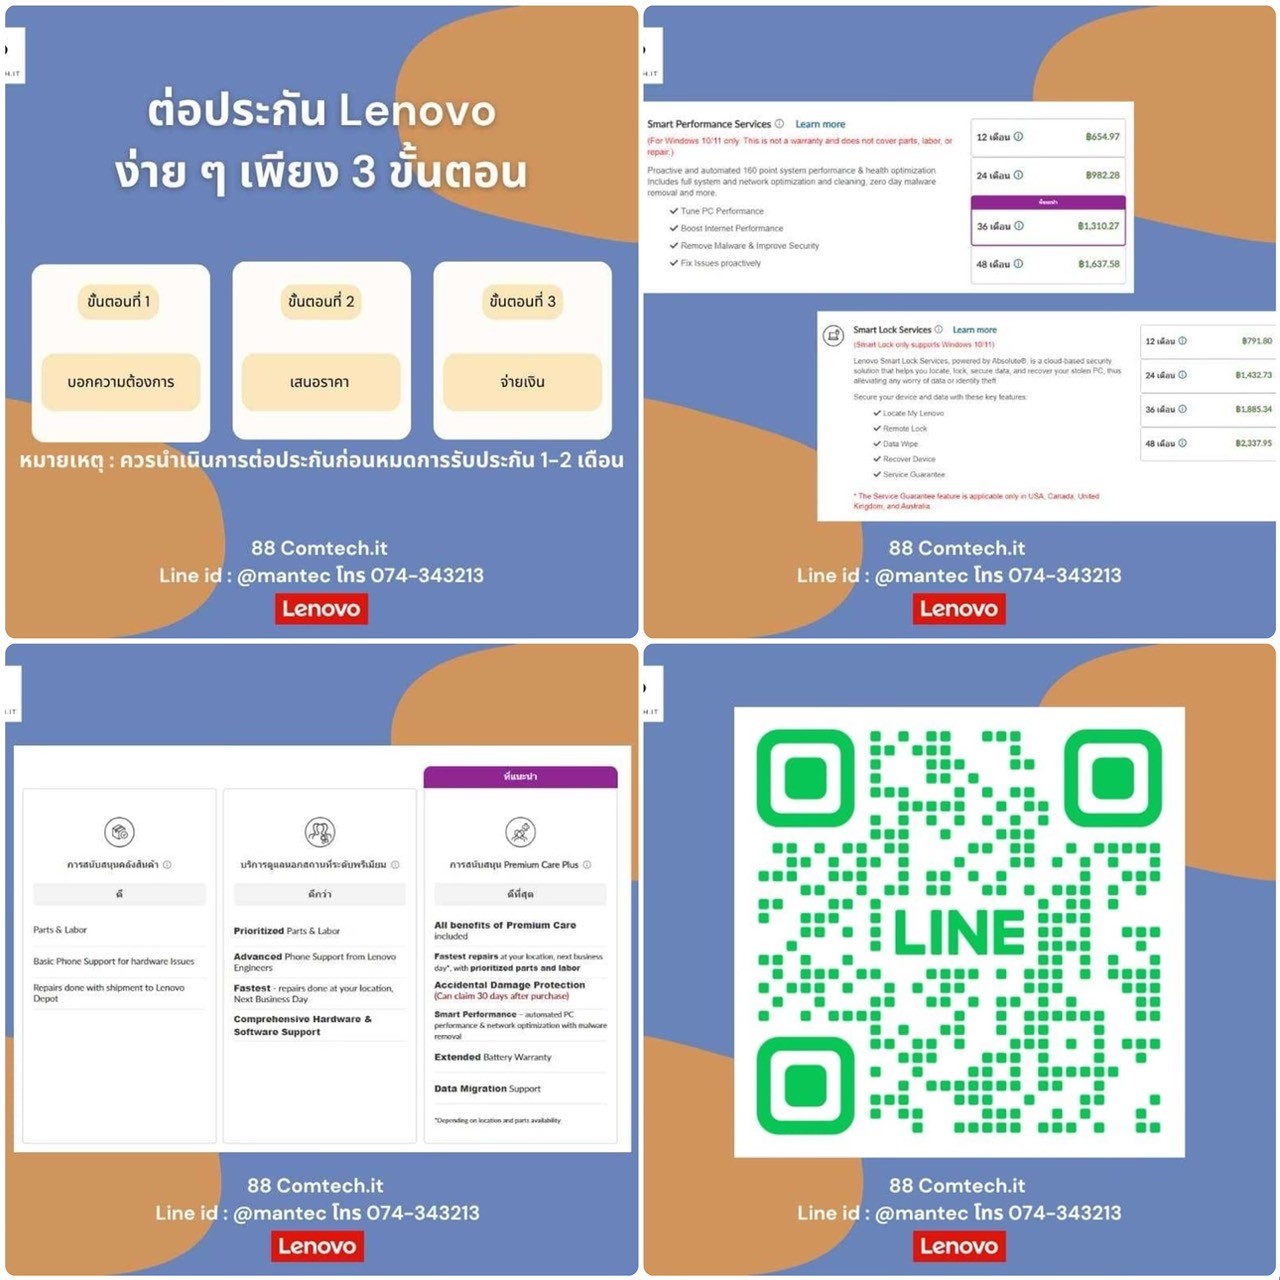 ต่อประกัน Lenovo
ง่าย ๆ เพียง 3 ขั้นตอน
ขั้นตอนที่ 1
บอกความต้องการ
ขั้นตอนที่ 2
เสนอราคา
ขั้นตอนที่ 3
จ่ายเงิน
หมายเหตุ : ควรนำเนินการต่อประกันก่อนหมดการรับประกัน 1-2 เดือน
88 Comtech.it
Line id : @mantec โทร 074-343213
Lenovo
Smart Performance Services Learn more
(For Windows 10/11 only. This is not a warranty and does not cover parts, labor, or
repair.)
Proactive and automated 160 point system performance & health optimization.
Includes full system and network optimization and cleaning, zero day malware
removal and more.
✓ Tune PC Performance
✓ Boost Internet Performance
✓ Remove Malware & Improve Security
✓ Fix Issues proactively
12 เดือน ฿654.97
24 เดือน ฿982.28
ที่แนะนำ
36 เดือน ฿1,310.27
48 เดือน ฿1,637.58
Smart Lock Services Learn more
(Smart Lock only supports Windows 10/11)
Lenovo Smart Lock Services, powered by Absolute®, is a cloud-based security
solution that helps you locate, lock, secure data, and recover your stolen PC, thus
alleviating any worry of data or identity theft.
Secure your device and data with these key features:
✓ Locate My Lenovo
✓ Remote Lock
✓ Data Wipe
✓ Recover Device
✓ Service Guarantee
* The Service Guarantee feature is applicable only in USA, Canada, United
Kingdom, and Australia.
12 เดือน ฿791.80
24 เดือน ฿1,432.73
36 เดือน ฿1,885.34
48 เดือน ฿2,337.95
88 Comtech.it
Line id : @mantec โทร 074-343213
Lenovo
การสนับสนุนคลังสินค้า
ดี
Parts & Labor
Basic Phone Support for hardware Issues
Repairs done with shipment to Lenovo
Depot
บริการดูแลนอกสถานที่ระดับพรีเมียม
ดีกว่า
Prioritized Parts & Labor
Advanced Phone Support from Lenovo
Engineers
Fastest - repairs done at your location,
Next Business Day
Comprehensive Hardware &
Software Support
ที่แนะนำ
การสนับสนุน Premium Care Plus
ดีที่สุด
All benefits of Premium Care
included
Fastest repairs at your location, next business
day*, with prioritized parts and labor
Accidental Damage Protection
(Can claim 30 days after purchase)
Smart Performance – automated PC
performance & network optimization with malware
removal
Extended Battery Warranty
Data Migration Support
*Depending on location and parts availability
88 Comtech.it
Line id : @mantec โทร 074-343213
Lenovo
LINE
88 Comtech.it
Line id : @mantec โทร 074-343213
Lenovo